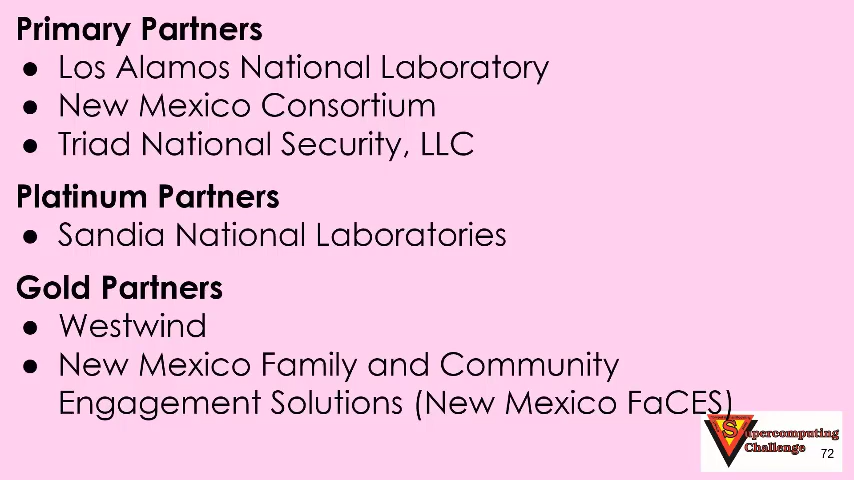 Primary Partners
● Los Alamos National Laboratory
● New Mexico Consortium
● Triad National Security, LLC
Platinum Partners
● Sandia National Laboratories
Gold Partners
● Westwind
● New Mexico Family and Community
Engagement Solutions (New Mexico FaCES)
Supercomputing
Challenge
72